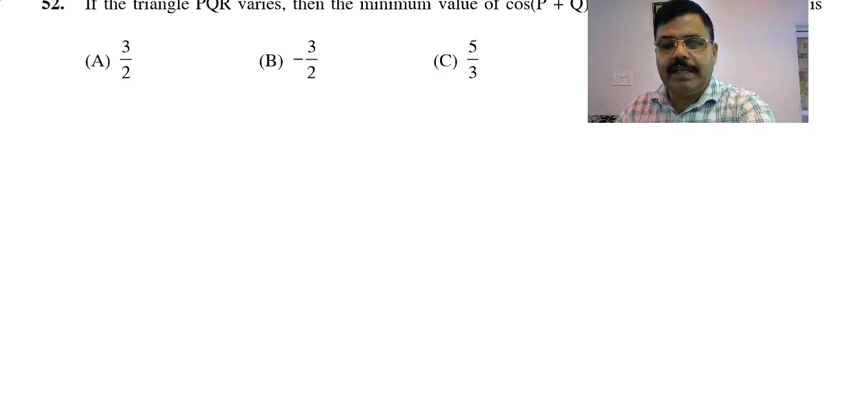 52. If the triangle PQR varies, then the minimum value of cos(P + Q) is
(A) 3/2 (B) −3/2 (C) 5/3